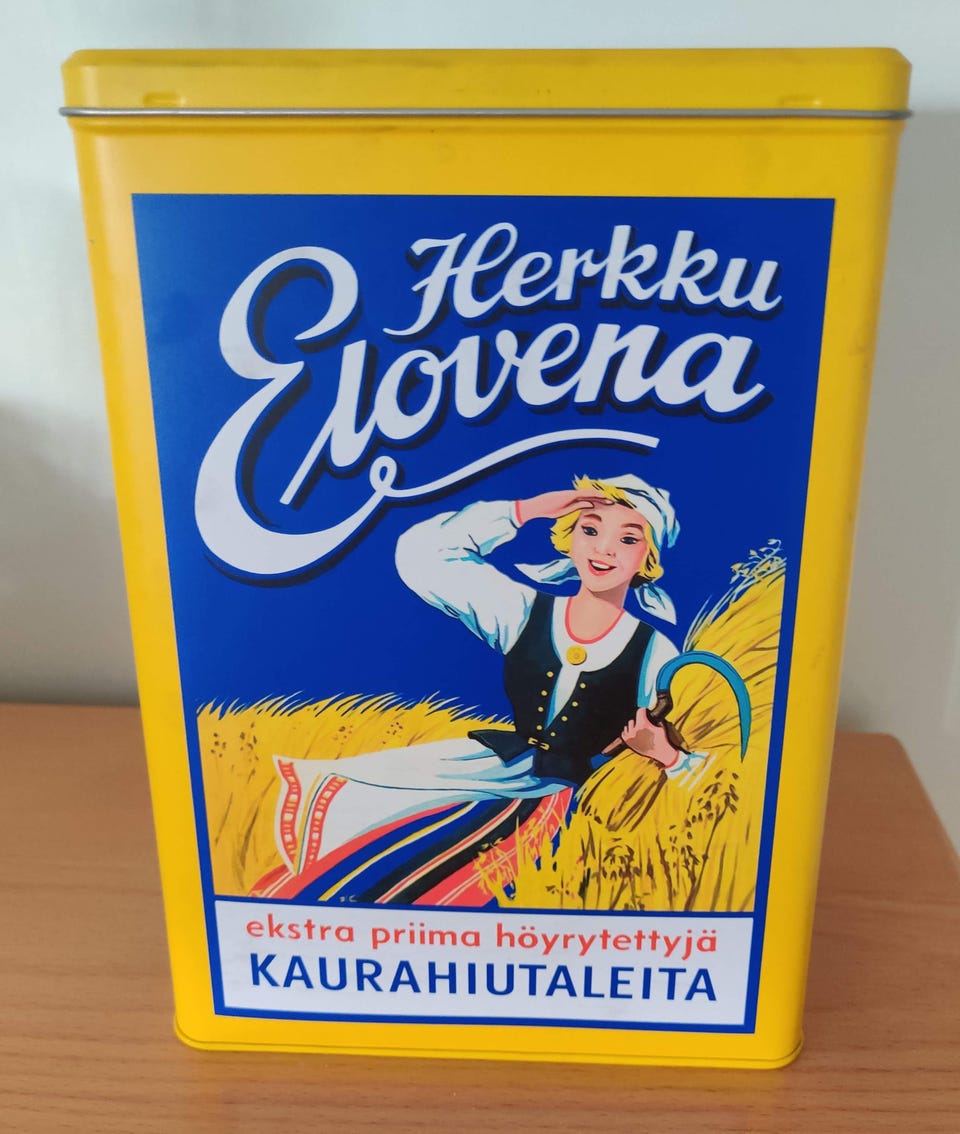 Herkku
Elovena
ekstra priima höyrytettyjä
KAURAHIUTALEITA